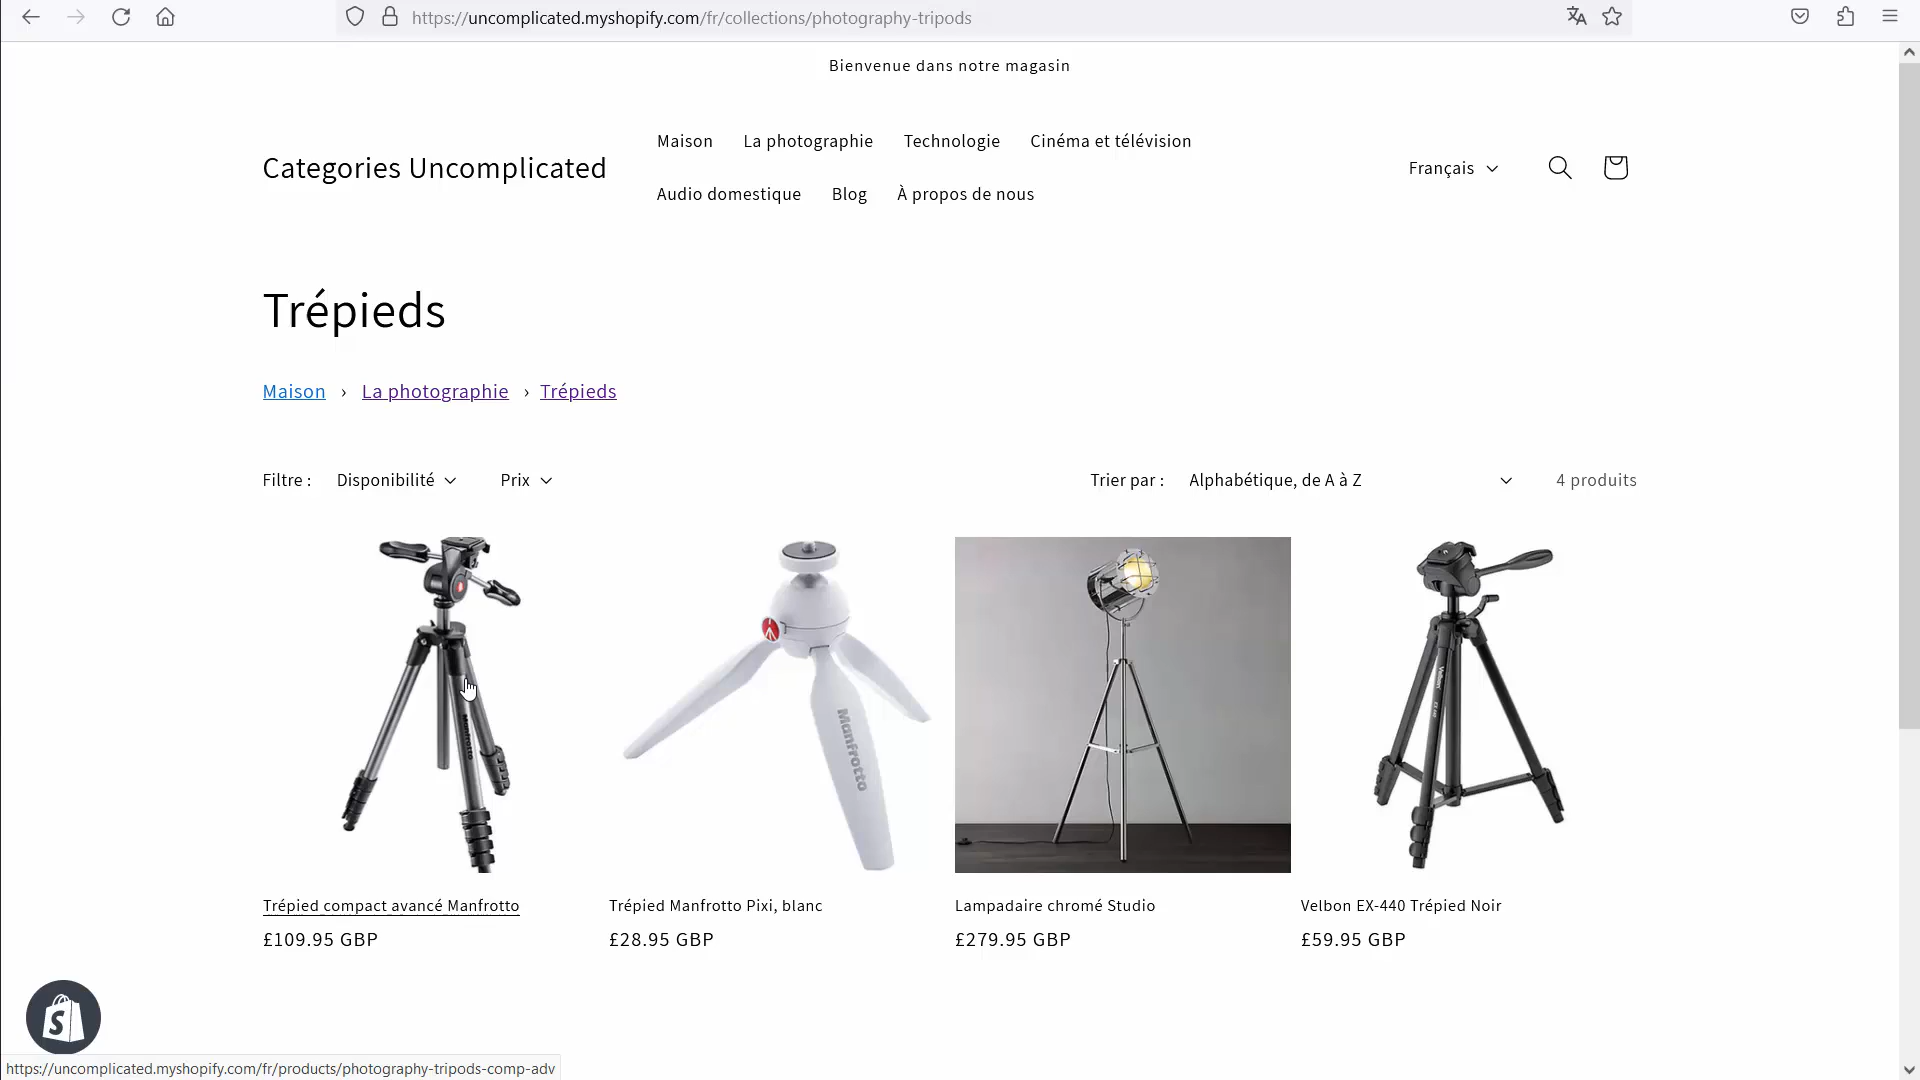 https://uncomplicated.myshopify.com/fr/collections/photography-tripods
Bienvenue dans notre magasin
Categories Uncomplicated
Maison La photographie Technologie Cinéma et télévision
Audio domestique Blog À propos de nous
Français
Trépieds
Maison › La photographie › Trépieds
Filtre : Disponibilité Prix
Trier par : Alphabétique, de A à Z
4 produits
Manfrotto
Manfrotto
Velbon
Trépied compact avancé Manfrotto
£109.95 GBP
Trépied Manfrotto Pixi, blanc
£28.95 GBP
Lampadaire chromé Studio
£279.95 GBP
Velbon EX-440 Trépied Noir
£59.95 GBP
https://uncomplicated.myshopify.com/fr/products/photography-tripods-comp-adv